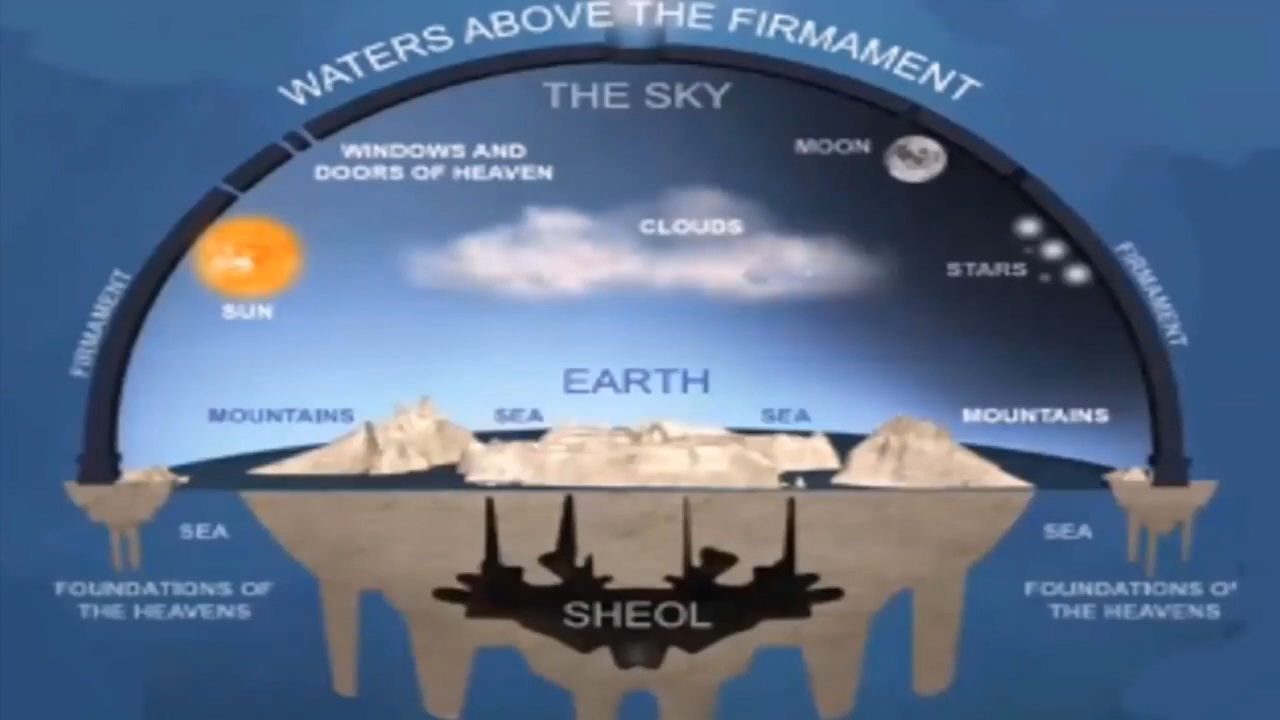 WATERS ABOVE THE FIRMAMENT
THE SKY
WINDOWS AND
DOORS OF HEAVEN
MOON
CLOUDS
STARS
SUN
FIRMAMENT
FIRMAMENT
EARTH
MOUNTAINS
SEA
SEA
MOUNTAINS
SEA
SEA
FOUNDATIONS OF
THE HEAVENS
SHEOL
FOUNDATIONS O'
THE HEAVENS